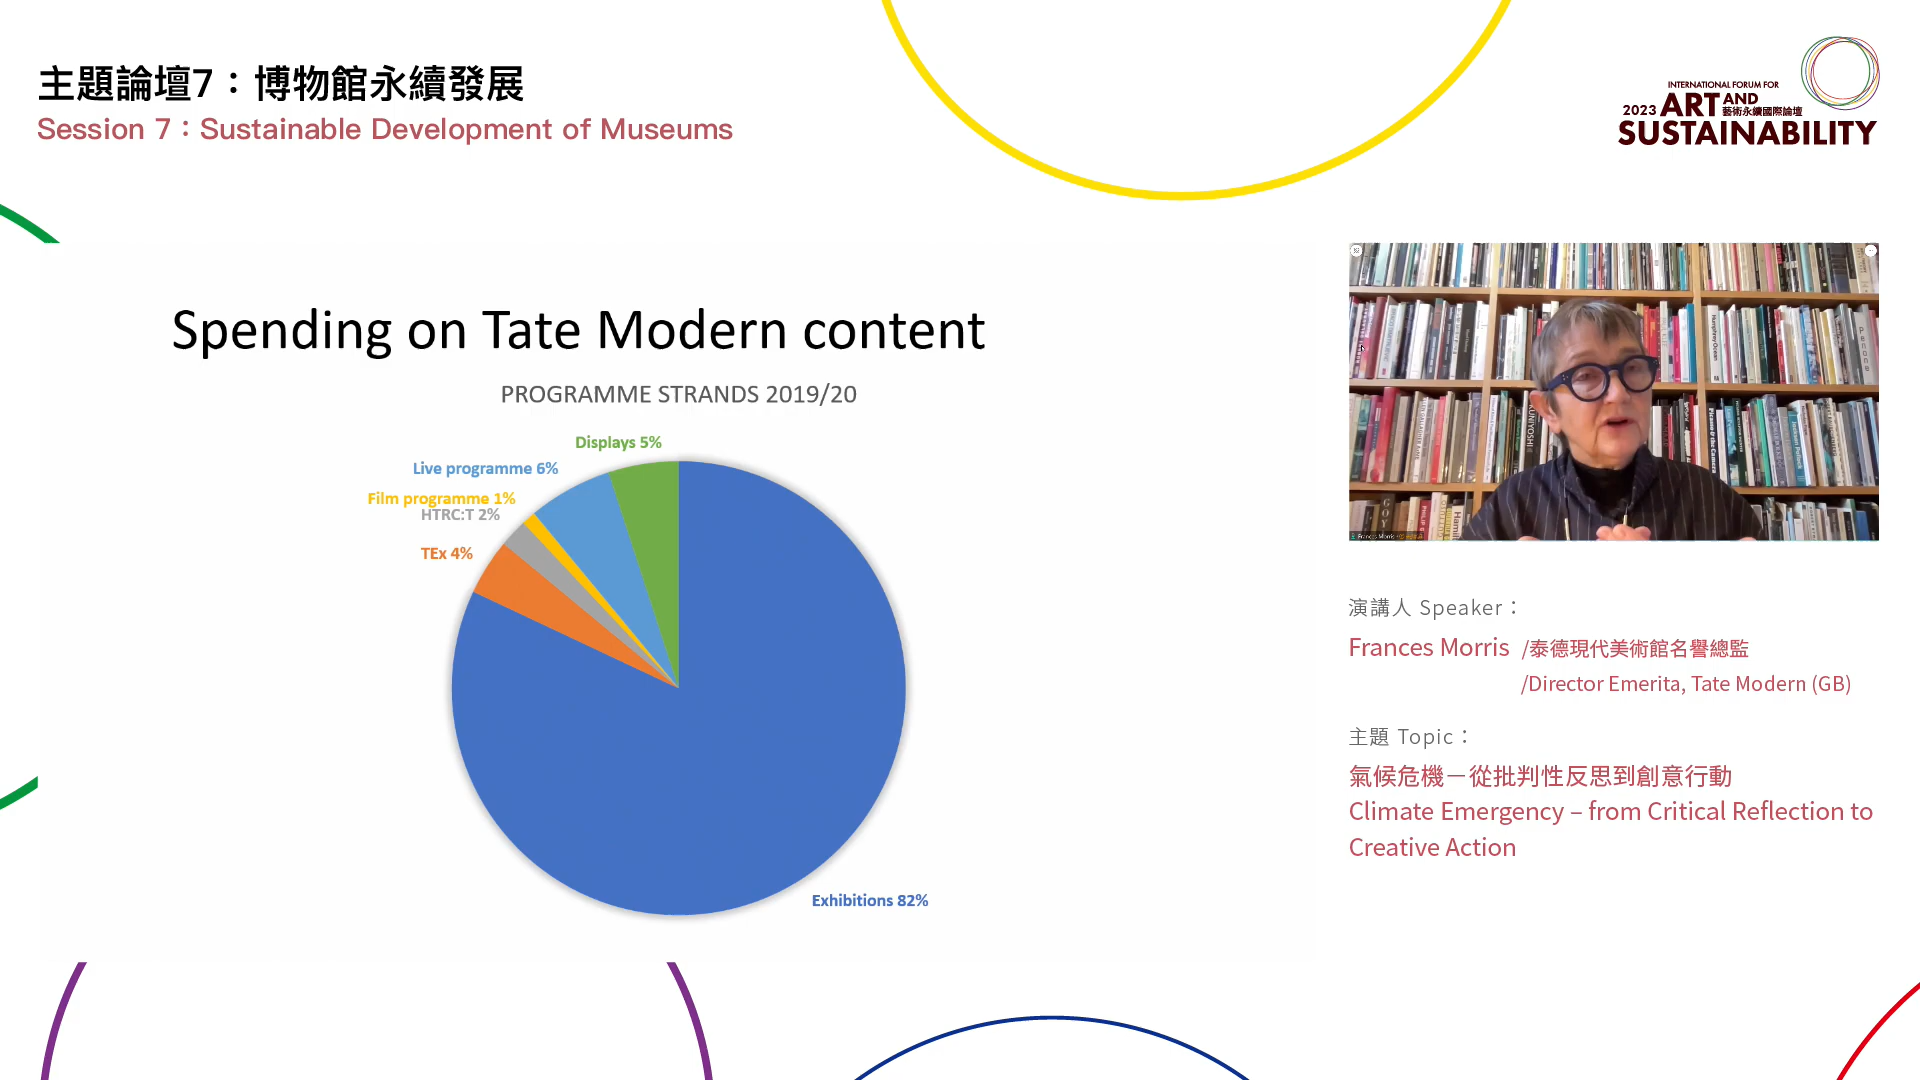 主題論壇7：博物館永續發展
Session 7：Sustainable Development of Museums
INTERNATIONAL FORUM FOR
2023 ART AND
藝術永續國際論壇
SUSTAINABILITY
Spending on Tate Modern content
PROGRAMME STRANDS 2019/20
Displays 5%
Live programme 6%
Film programme 1%
HTRC:T 2%
TEx 4%
Exhibitions 82%
KUNIYOSHI
GOYA
Frances Morris
演講人 Speaker：
Frances Morris /泰德現代美術館名譽總監
/Director Emerita, Tate Modern (GB)
主題 Topic：
氣候危機－從批判性反思到創意行動
Climate Emergency – from Critical Reflection to
Creative Action